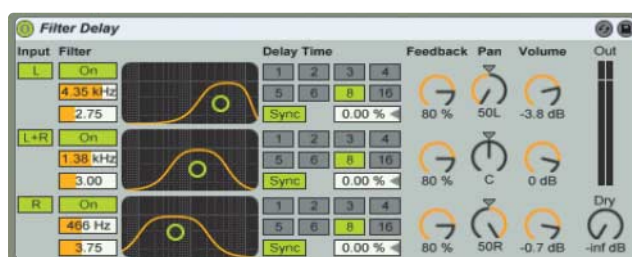 Filter Delay
Input Filter Delay Time Feedback Pan Volume Out
L On 1 2 3 4
4.35 kHz 5 6 8 16
2.75 Sync 0.00 % 80 % 50L -3.8 dB
L+R On 1 2 3 4
1.38 kHz 5 6 8 16
3.00 Sync 0.00 % 80 % C 0 dB
R On 1 2 3 4 Dry
466 Hz 5 6 8 16
3.75 Sync 0.00 % 80 % 50R -0.7 dB -inf dB